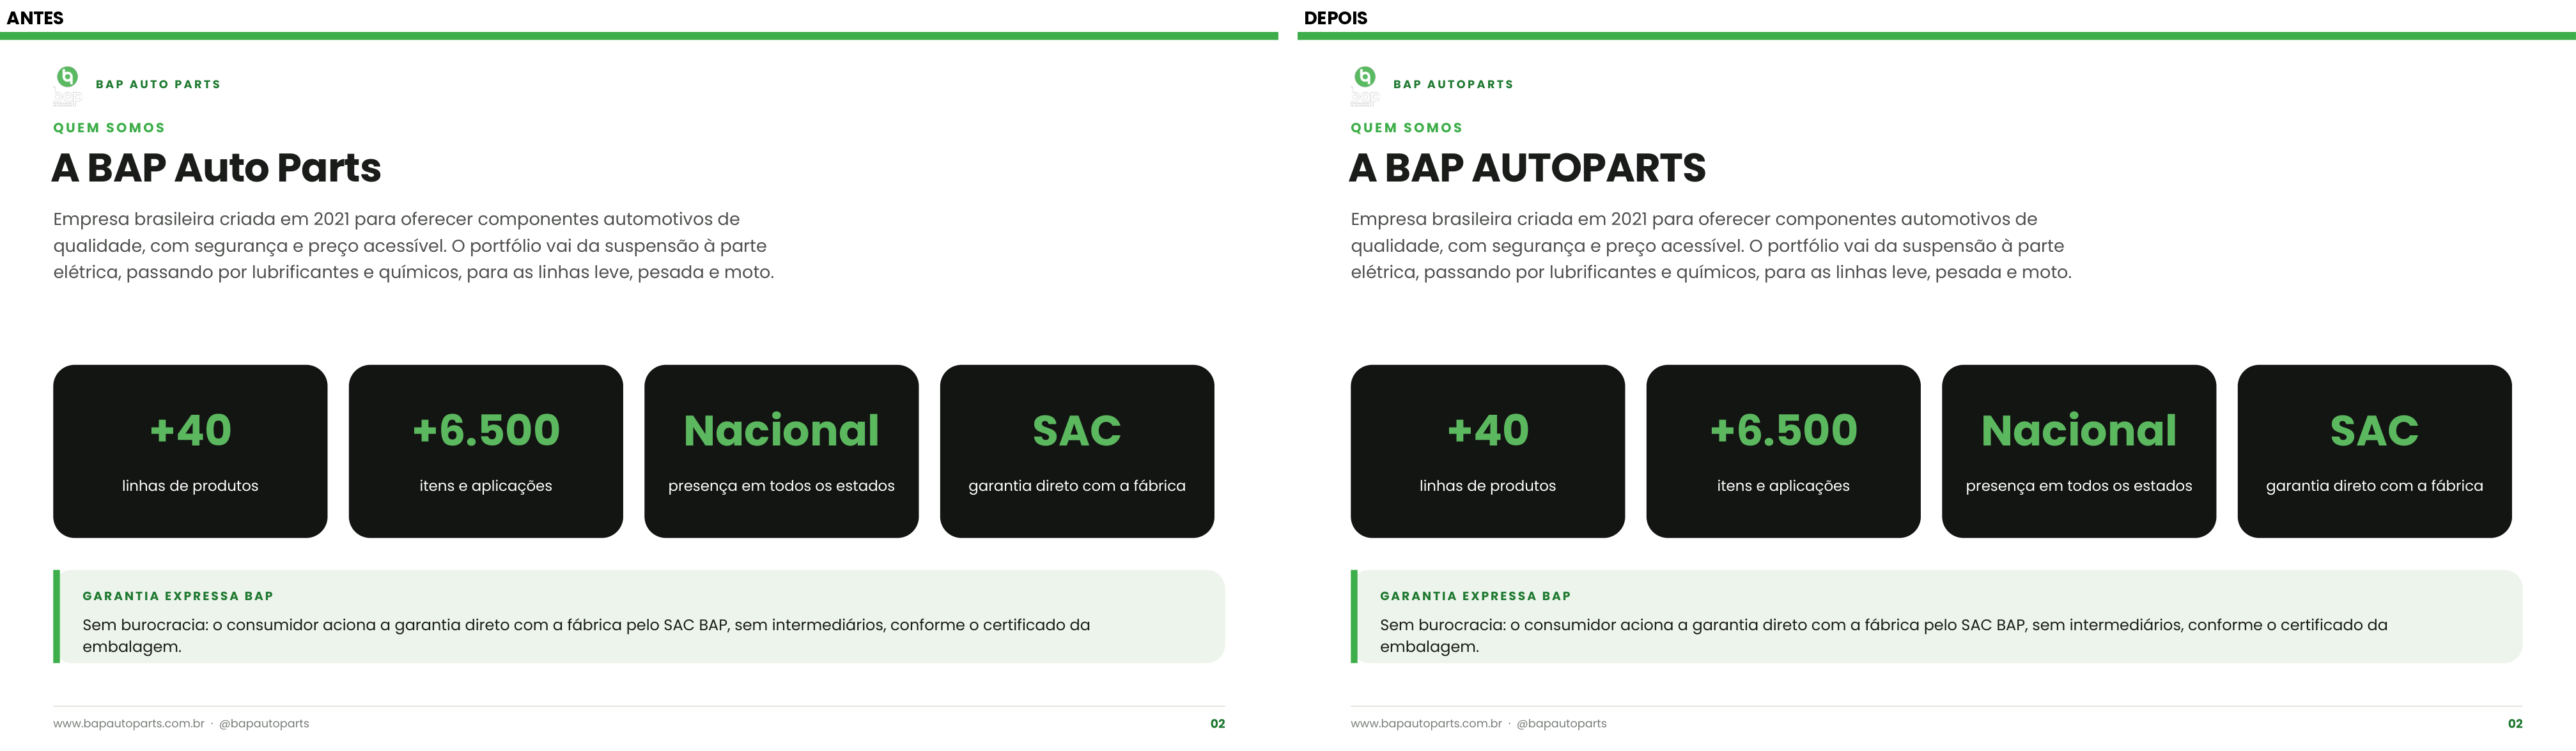 ANTES
BAP AUTO PARTS
QUEM SOMOS
A BAP Auto Parts
Empresa brasileira criada em 2021 para oferecer componentes automotivos de
qualidade, com segurança e preço acessível. O portfólio vai da suspensão à parte
elétrica, passando por lubrificantes e químicos, para as linhas leve, pesada e moto.
+40
linhas de produtos
+6.500
itens e aplicações
Nacional
presença em todos os estados
SAC
garantia direto com a fábrica
GARANTIA EXPRESSA BAP
Sem burocracia: o consumidor aciona a garantia direto com a fábrica pelo SAC BAP, sem intermediários, conforme o certificado da
embalagem.
www.bapautoparts.com.br · @bapautoparts
02
DEPOIS
BAP AUTOPARTS
QUEM SOMOS
A BAP AUTOPARTS
Empresa brasileira criada em 2021 para oferecer componentes automotivos de
qualidade, com segurança e preço acessível. O portfólio vai da suspensão à parte
elétrica, passando por lubrificantes e químicos, para as linhas leve, pesada e moto.
+40
linhas de produtos
+6.500
itens e aplicações
Nacional
presença em todos os estados
SAC
garantia direto com a fábrica
GARANTIA EXPRESSA BAP
Sem burocracia: o consumidor aciona a garantia direto com a fábrica pelo SAC BAP, sem intermediários, conforme o certificado da
embalagem.
www.bapautoparts.com.br · @bapautoparts
02